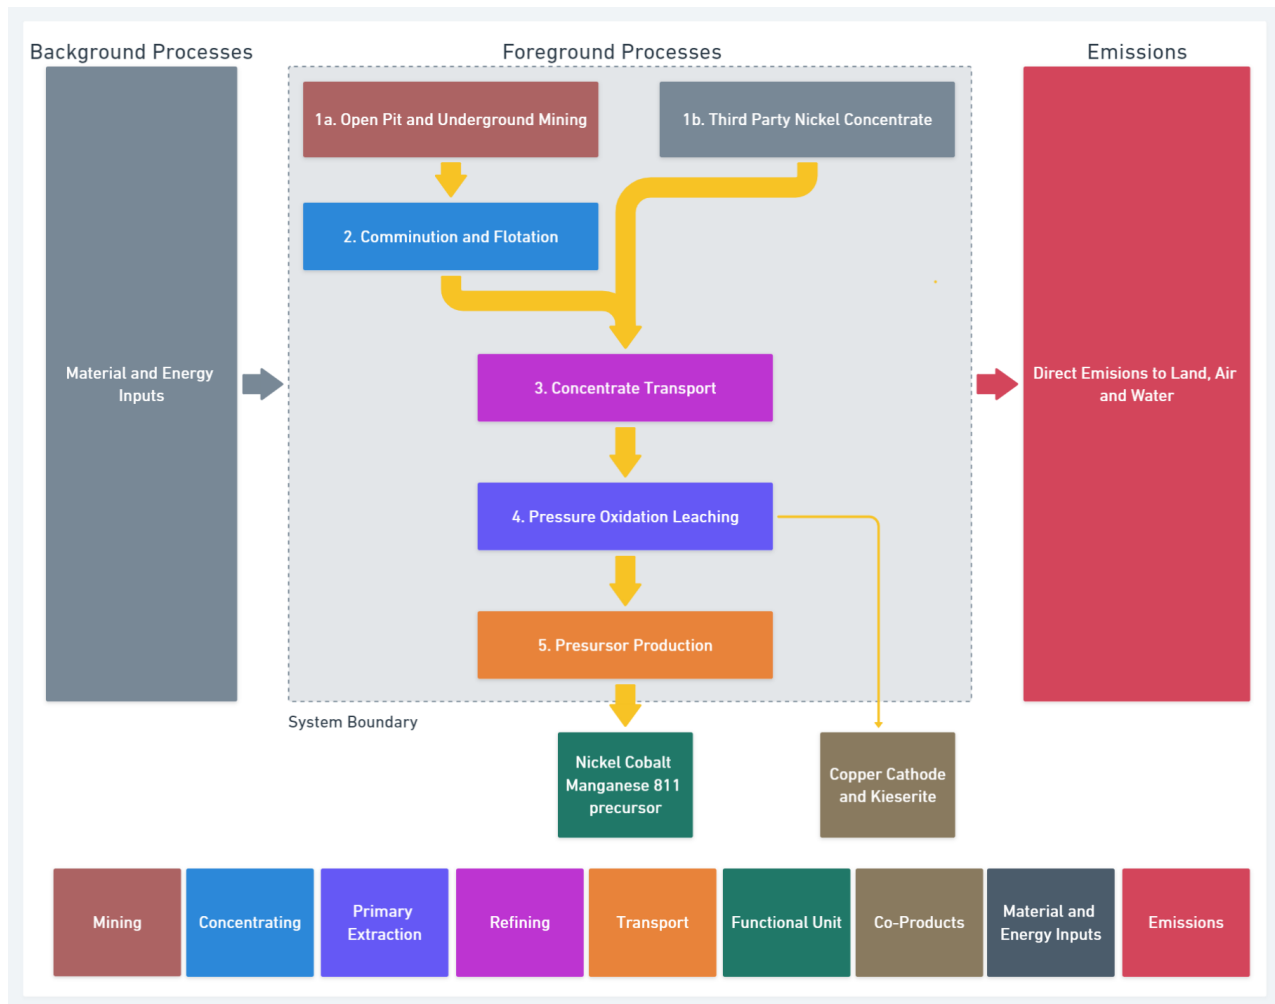 Background Processes
Foreground Processes
Emissions
1a. Open Pit and Underground Mining
1b. Third Party Nickel Concentrate
2. Comminution and Flotation
Material and Energy
Inputs
3. Concentrate Transport
Direct Emisions to Land, Air
and Water
4. Pressure Oxidation Leaching
5. Presursor Production
System Boundary
Nickel Cobalt
Manganese 811
precursor
Copper Cathode
and Kieserite
Mining
Concentrating
Primary
Extraction
Refining
Transport
Functional Unit
Co-Products
Material and
Energy Inputs
Emissions